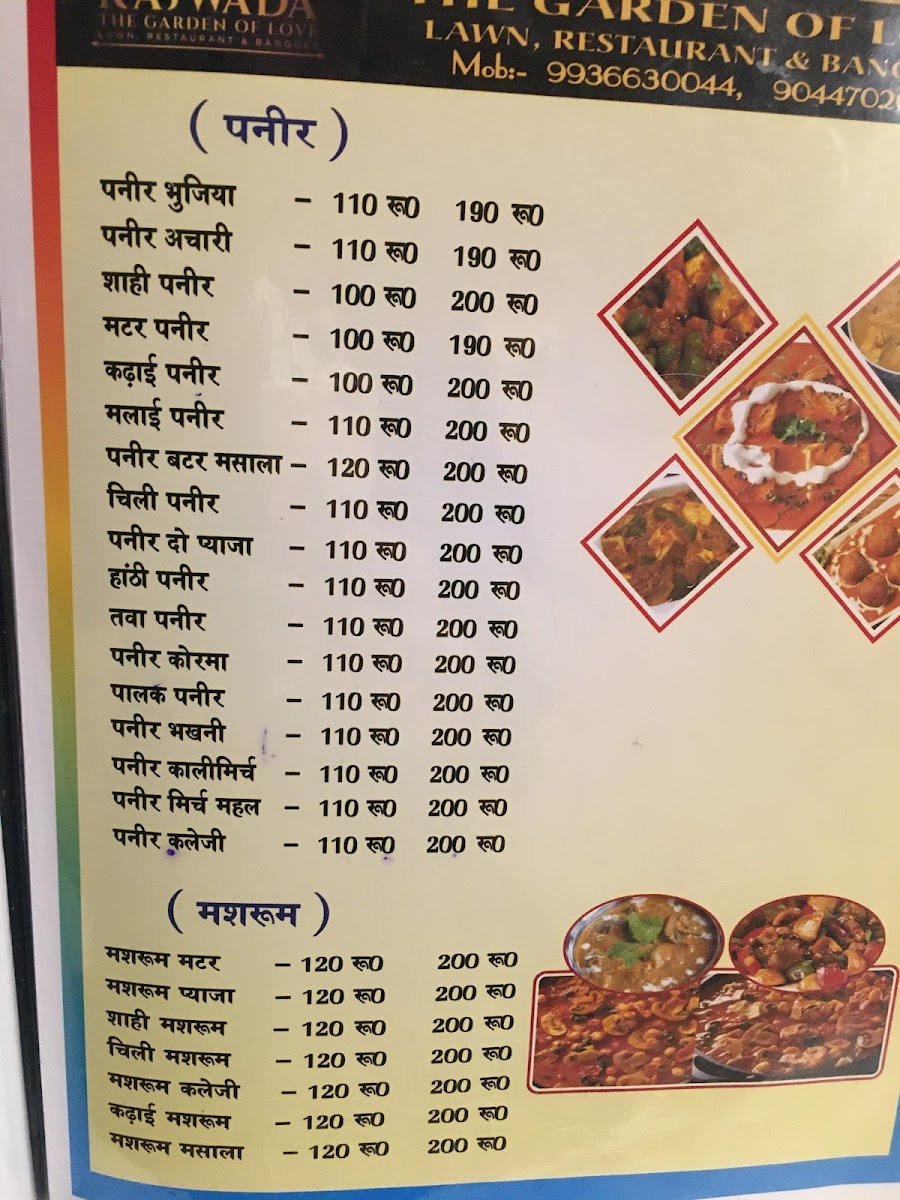 RAJWADA
THE GARDEN OF LOVE
LAWN, RESTAURANT & BANQUET
THE GARDEN OF L
LAWN, RESTAURANT & BANQ
Mob:- 9936630044, 9044702
( पनीर )
पनीर भुजिया – 110 रू0 190 रू0
पनीर अचारी – 110 रू0 190 रू0
शाही पनीर – 100 रू0 200 रू0
मटर पनीर – 100 रू0 190 रू0
कढ़ाई पनीर – 100 रू0 200 रू0
मलाई पनीर – 110 रू0 200 रू0
पनीर बटर मसाला – 120 रू0 200 रू0
चिली पनीर – 110 रू0 200 रू0
पनीर दो प्याजा – 110 रू0 200 रू0
हांठी पनीर – 110 रू0 200 रू0
तवा पनीर – 110 रू0 200 रू0
पनीर कोरमा – 110 रू0 200 रू0
पालक पनीर – 110 रू0 200 रू0
पनीर भखनी – 110 रू0 200 रू0
पनीर कालीमिर्च – 110 रू0 200 रू0
पनीर मिर्च महल – 110 रू0 200 रू0
पनीर कलेजी – 110 रू0 200 रू0
( मशरूम )
मशरूम मटर – 120 रू0 200 रू0
मशरूम प्याजा – 120 रू0 200 रू0
शाही मशरूम – 120 रू0 200 रू0
चिली मशरूम – 120 रू0 200 रू0
मशरूम कलेजी – 120 रू0 200 रू0
कढ़ाई मशरूम – 120 रू0 200 रू0
मशरूम मसाला – 120 रू0 200 रू0